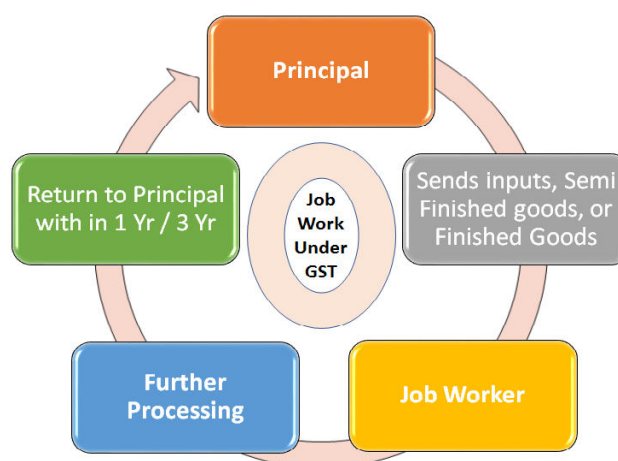 Principal
Sends inputs, Semi
Finished goods, or
Finished Goods
Job Worker
Further
Processing
Return to Principal
with in 1 Yr / 3 Yr
Job
Work
Under
GST